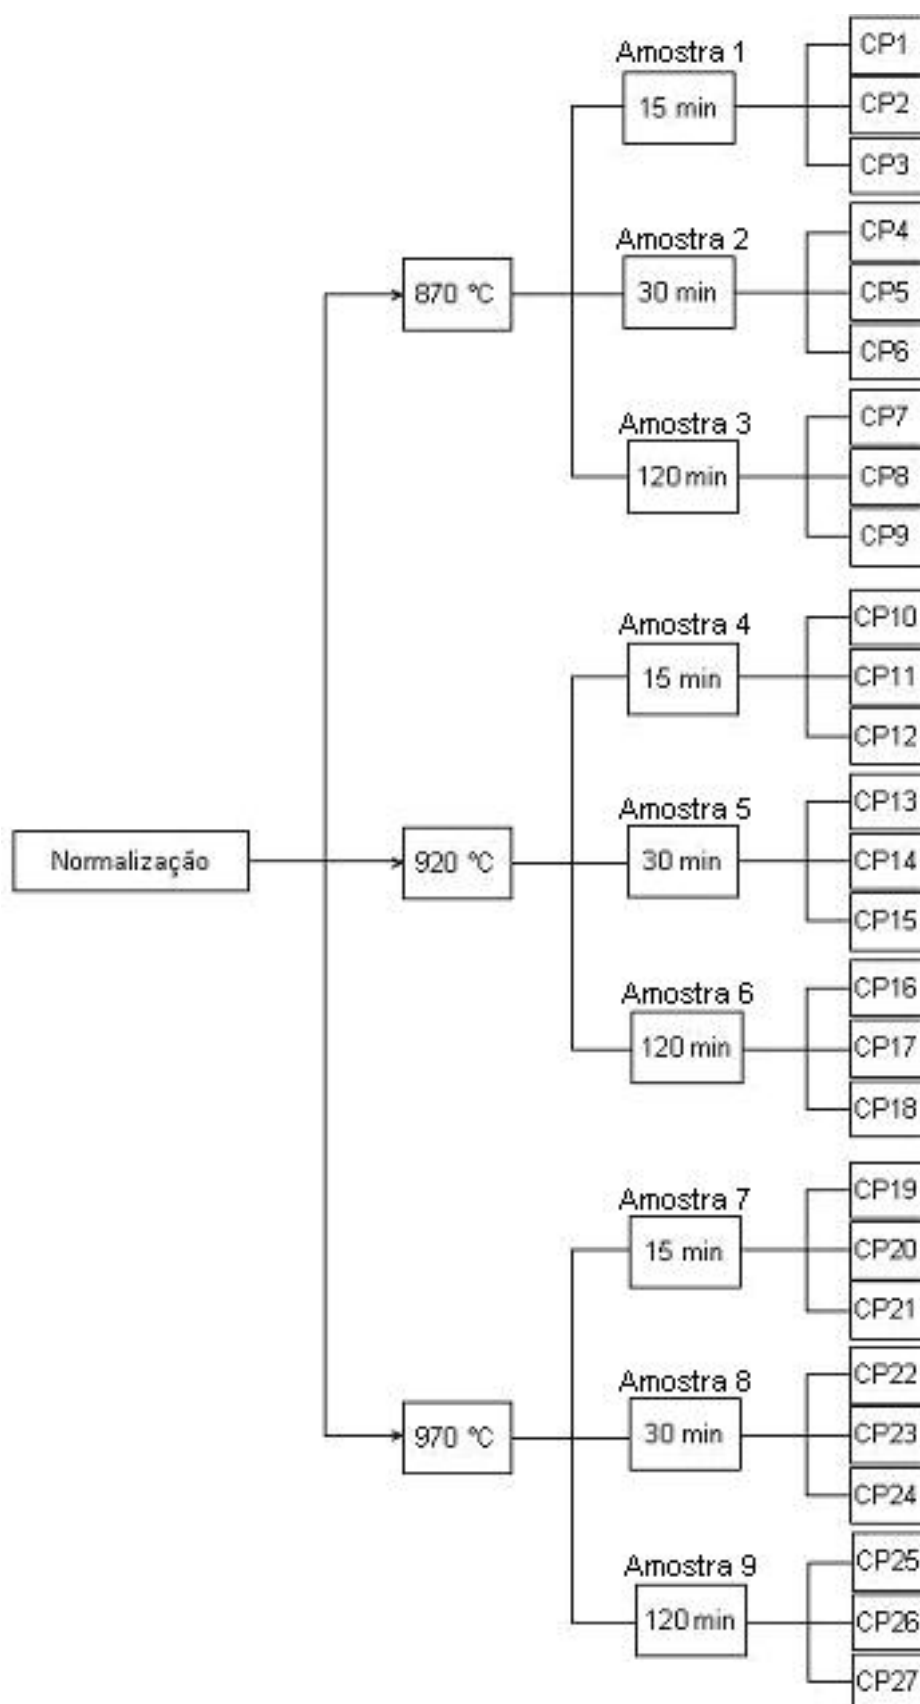 Normalização
870 °C
Amostra 1
15 min
CP1
CP2
CP3
Amostra 2
30 min
CP4
CP5
CP6
Amostra 3
120 min
CP7
CP8
CP9
920 °C
Amostra 4
15 min
CP10
CP11
CP12
Amostra 5
30 min
CP13
CP14
CP15
Amostra 6
120 min
CP16
CP17
CP18
970 °C
Amostra 7
15 min
CP19
CP20
CP21
Amostra 8
30 min
CP22
CP23
CP24
Amostra 9
120 min
CP25
CP26
CP27